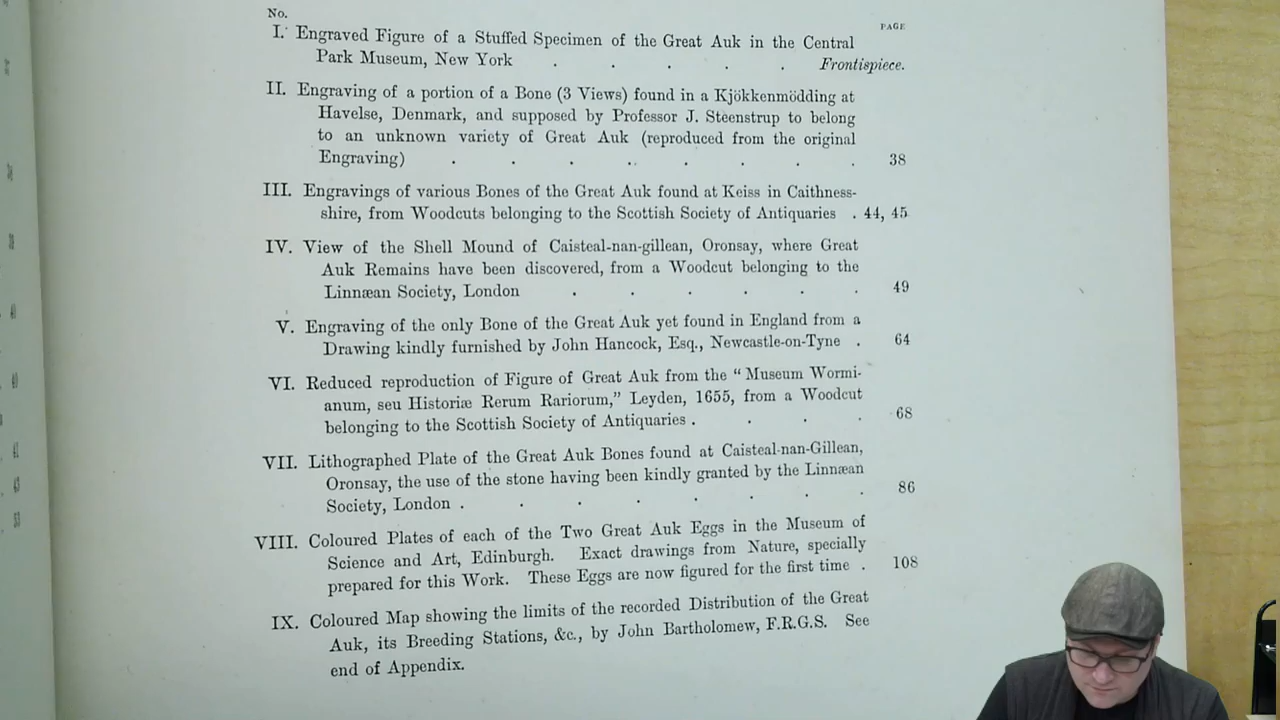 No.
PAGE
I. Engraved Figure of a Stuffed Specimen of the Great Auk in the Central
Park Museum, New York . . . . . Frontispiece.
II. Engraving of a portion of a Bone (3 Views) found in a Kjökkenmödding at
Havelse, Denmark, and supposed by Professor J. Steenstrup to belong
to an unknown variety of Great Auk (reproduced from the original
Engraving) . . . . . . . . 38
III. Engravings of various Bones of the Great Auk found at Keiss in Caithness-
shire, from Woodcuts belonging to the Scottish Society of Antiquaries . 44, 45
IV. View of the Shell Mound of Caisteal-nan-gillean, Oronsay, where Great
Auk Remains have been discovered, from a Woodcut belonging to the
Linnæan Society, London . . . . . . 49
V. Engraving of the only Bone of the Great Auk yet found in England from a
Drawing kindly furnished by John Hancock, Esq., Newcastle-on-Tyne . 64
VI. Reduced reproduction of Figure of Great Auk from the “Museum Wormi-
anum, seu Historiæ Rerum Rariorum,” Leyden, 1655, from a Woodcut
belonging to the Scottish Society of Antiquaries . . . . 68
VII. Lithographed Plate of the Great Auk Bones found at Caisteal-nan-Gillean,
Oronsay, the use of the stone having been kindly granted by the Linnæan
Society, London . . . . . . . . 86
VIII. Coloured Plates of each of the Two Great Auk Eggs in the Museum of
Science and Art, Edinburgh. Exact drawings from Nature, specially
prepared for this Work. These Eggs are now figured for the first time . 108
IX. Coloured Map showing the limits of the recorded Distribution of the Great
Auk, its Breeding Stations, &c., by John Bartholomew, F.R.G.S. See
end of Appendix.